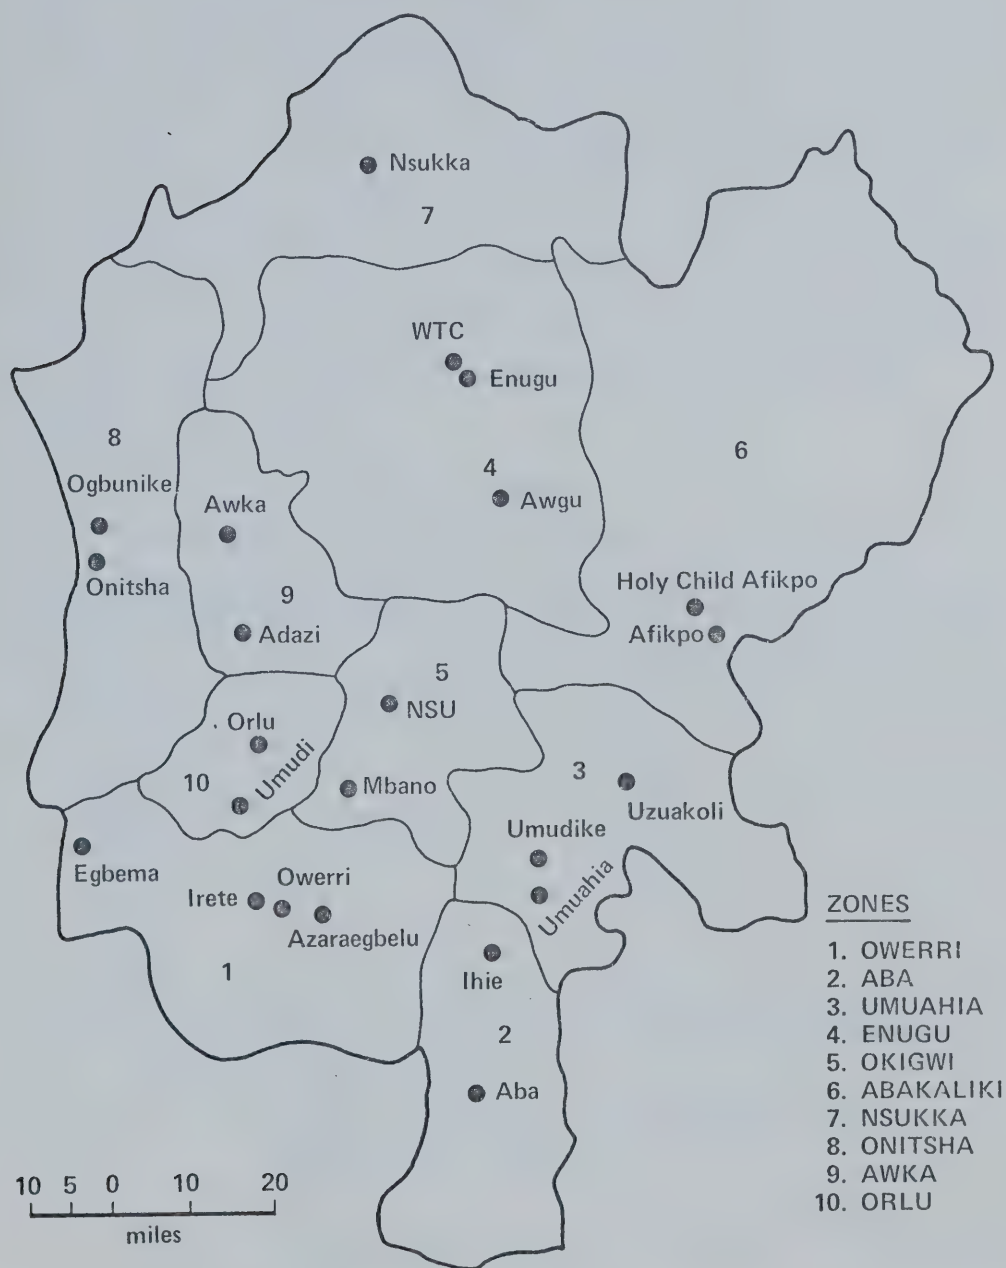 Nsukka
7
WTC
Enugu
8
6
4
Ogbunike
Awka
Awgu
Onitsha
Holy Child Afikpo
9
Adazi
Afikpo
5
NSU
Orlu
Umudi
10
Mbano
3
Uzuakoli
Umudike
Egbema
Umuahia
Owerri
Irete
Azaraegbelu
1
Ihie
2
Aba
ZONES
1. OWERRI
2. ABA
3. UMUAHIA
4. ENUGU
5. OKIGWI
6. ABAKALIKI
7. NSUKKA
8. ONITSHA
9. AWKA
10. ORLU
10 5 0 10 20
miles